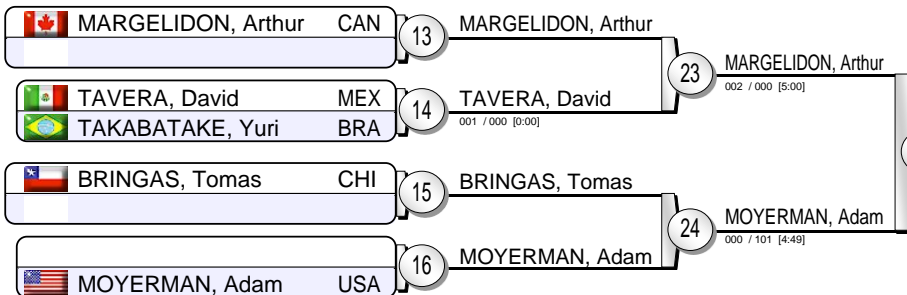 MARGELIDON, Arthur CAN
13
MARGELIDON, Arthur
23
MARGELIDON, Arthur
002 / 000 [5:00]
TAVERA, David MEX
TAKABATAKE, Yuri BRA
14
TAVERA, David
001 / 000 [0:00]
BRINGAS, Tomas CHI
15
BRINGAS, Tomas
24
MOYERMAN, Adam
000 / 101 [4:49]
MOYERMAN, Adam USA
16
MOYERMAN, Adam